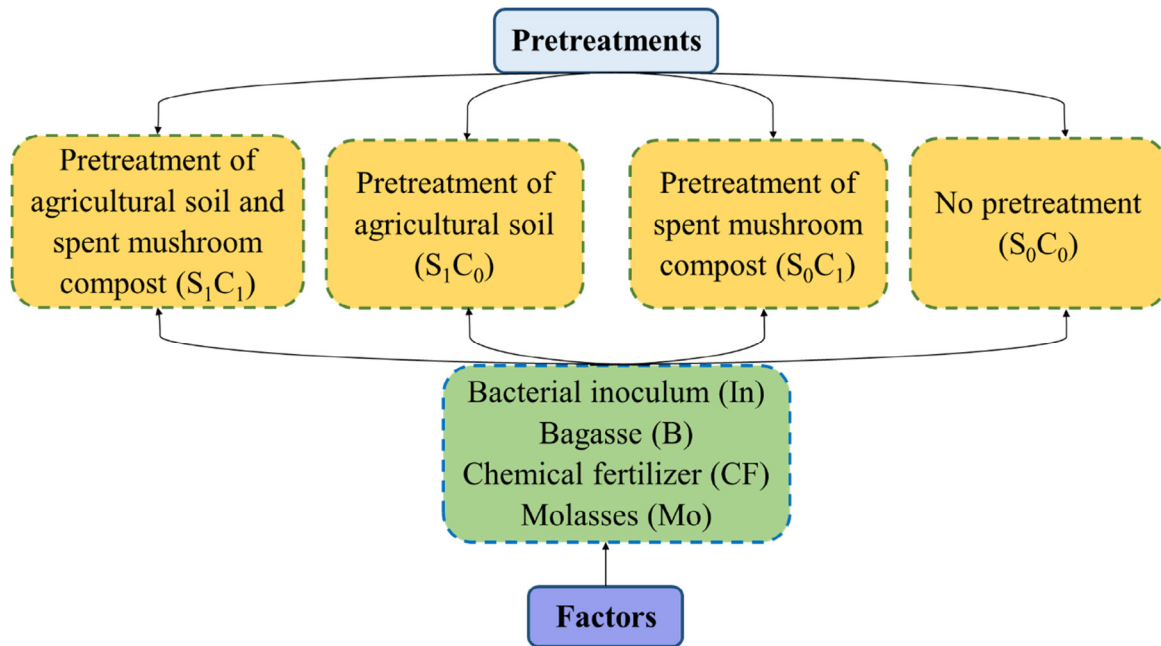 Pretreatments
Pretreatment of
agricultural soil and
spent mushroom
compost (S₁C₁)
Pretreatment of
agricultural soil
(S₁C₀)
Pretreatment of
spent mushroom
compost (S₀C₁)
No pretreatment
(S₀C₀)
Bacterial inoculum (In)
Bagasse (B)
Chemical fertilizer (CF)
Molasses (Mo)
Factors